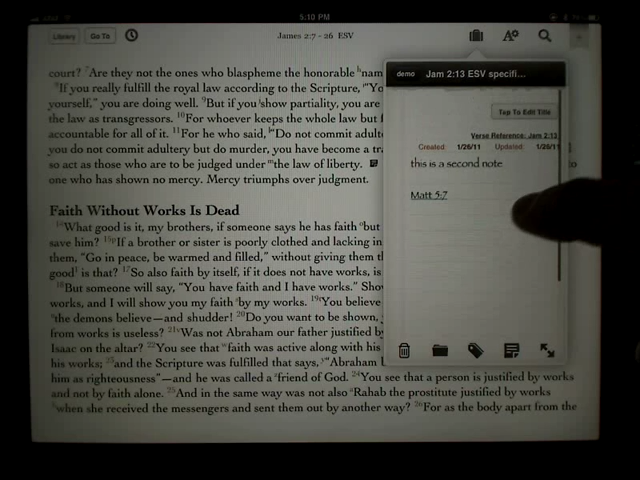 5:10 PM
Library Go To James 2:7 - 26 ESV
court? 7Are they not the ones who blaspheme the honorable nam
8If you really fulfill the royal law according to the Scripture, "Yo
yourself," you are doing well. 9But if you show partiality, you are
the law as transgressors. 10For whoever keeps the whole law but f
accountable for all of it. 11For he who said, "Do not commit adult
you do not commit adultery but do murder, you have become a tra
so act as those who are to be judged under the law of liberty.
one who has shown no mercy. Mercy triumphs over judgment.
Faith Without Works Is Dead
14What good is it, my brothers, if someone says he has faith but
save him? 15If a brother or sister is poorly clothed and lacking in
them, "Go in peace, be warmed and filled," without giving them th
good is that? 17So also faith by itself, if it does not have works, is
18But someone will say, "You have faith and I have works." Show
works, and I will show you my faith by my works. 19You believe
the demons believe—and shudder! 20Do you want to be shown,
from works is useless? 21Was not Abraham our father justified by
Isaac on the altar? 22You see that faith was active along with his
his works; 23and the Scripture was fulfilled that says, "Abraham
him as righteousness"—and he was called a friend of God. 24You see that a person is justified by works
and not by faith alone. 25And in the same way was not also Rahab the prostitute justified by works
when she received the messengers and sent them out by another way? 26For as the body apart from the
demo Jam 2:13 ESV specifi...
Tap To Edit Title
Verse Reference: Jam 2:13
Created 1/26/11 Updated 1/26/11
this is a second note
Matt 5:7